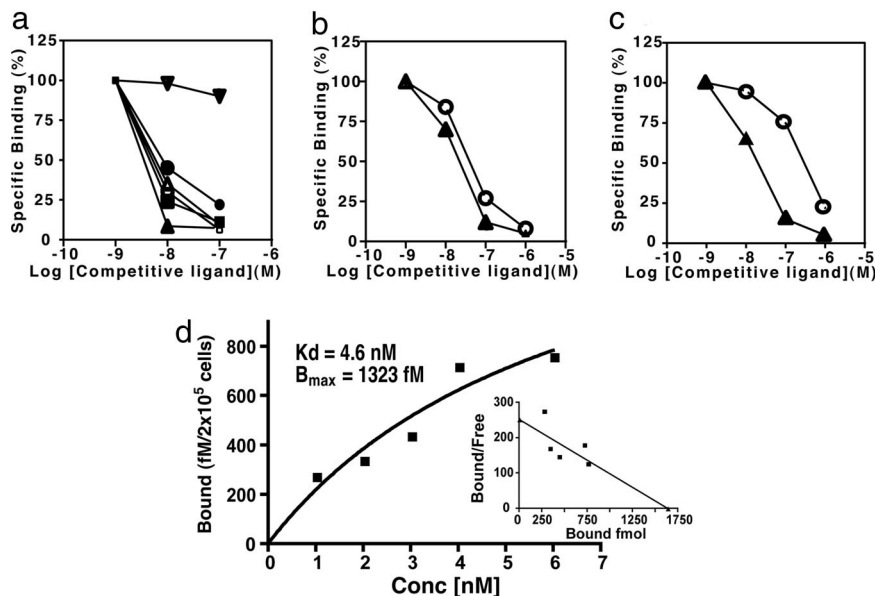 a
Specific Binding (%)
125
100
75
50
25
0
-10 -9 -8 -7 -6
Log [Competitive ligand](M)
b
Specific Binding (%)
125
100
75
50
25
0
-10 -9 -8 -7 -6 -5
Log [Competitive ligand](M)
c
Specific Binding (%)
125
100
75
50
25
0
-10 -9 -8 -7 -6 -5
Log [Competitive ligand](M)
d
Kd = 4.6 nM
Bmax = 1323 fM
Bound (fM/2x10⁵ cells)
800
600
400
200
0
0 1 2 3 4 5 6 7
Conc [nM]
Bound/Free
300
200
100
0
0 250 750 1250 1750
Bound fmol